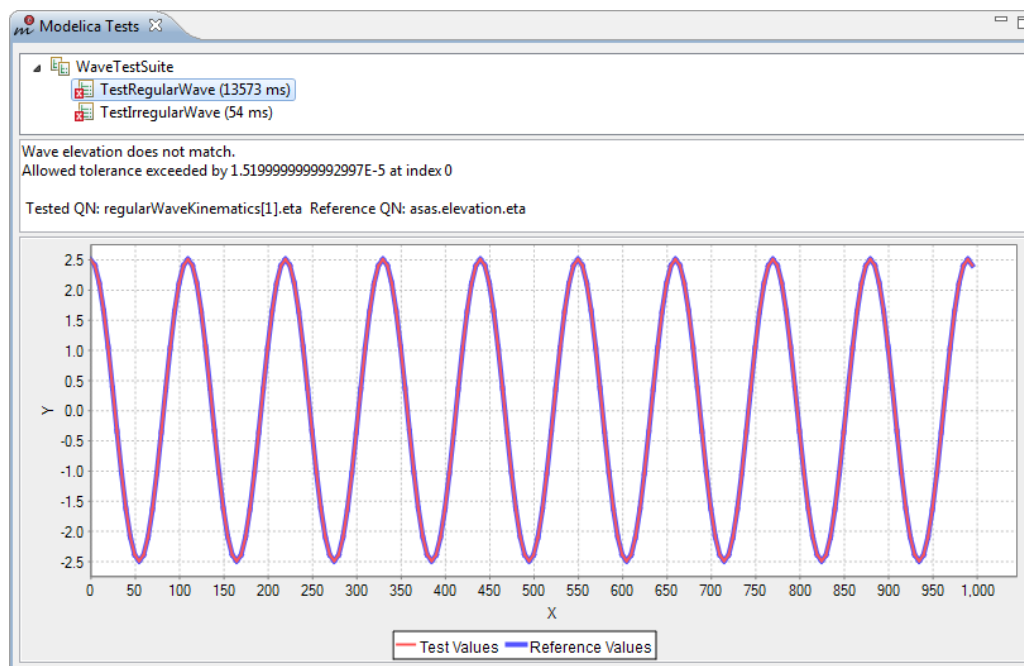 Modelica Tests
WaveTestSuite
TestRegularWave (13573 ms)
TestIrregularWave (54 ms)
Wave elevation does not match.
Allowed tolerance exceeded by 1.5199999999992997E-5 at index 0
Tested QN: regularWaveKinematics[1].eta Reference QN: asas.elevation.eta
2.5
2.0
1.5
1.0
0.5
0.0
-0.5
-1.0
-1.5
-2.0
-2.5
Y
0 50 100 150 200 250 300 350 400 450 500 550 600 650 700 750 800 850 900 950 1,000
X
Test Values Reference Values